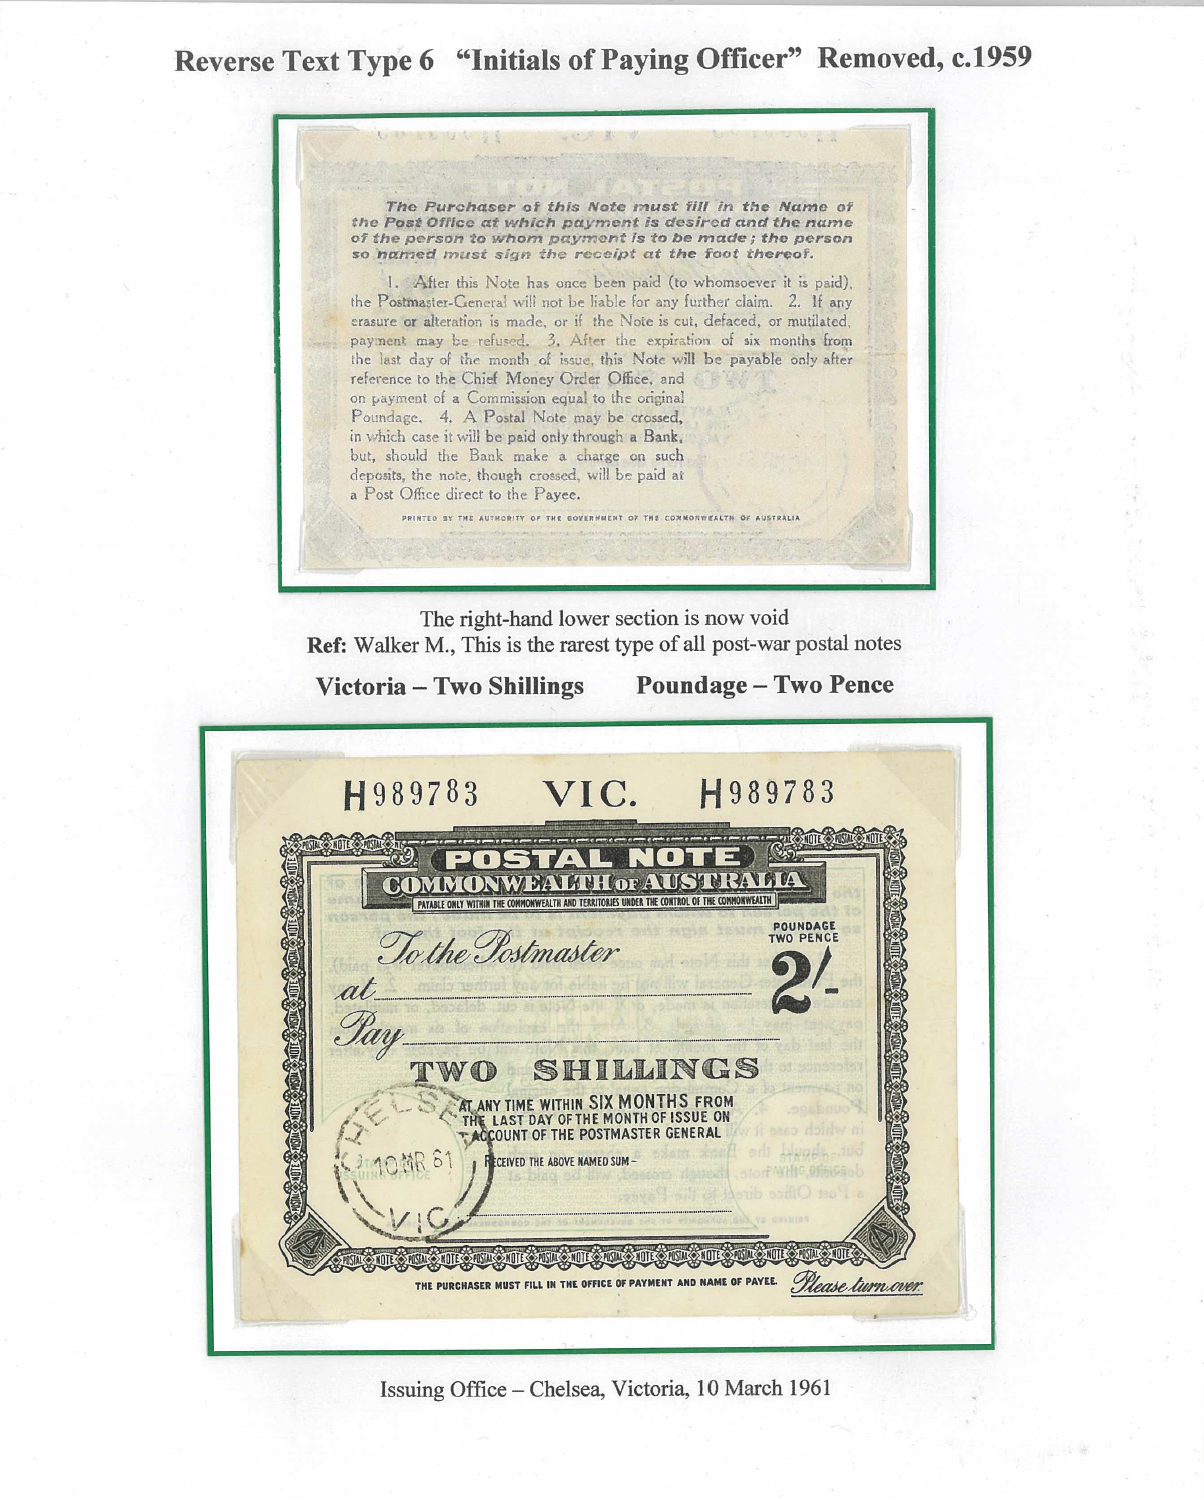 Reverse Text Type 6 “Initials of Paying Officer” Removed, c.1959
The Purchaser of this Note must fill in the Name of
the Post Office at which payment is desired and the name
of the person to whom payment is to be made; the person
so named must sign the receipt at the foot thereof.
1. After this Note has once been paid (to whomsoever it is paid),
the Postmaster-General will not be liable for any further claim. 2. If any
erasure or alteration is made, or if the Note is cut, defaced, or mutilated,
payment may be refused. 3. After the expiration of six months from
the last day of the month of issue, this Note will be payable only after
reference to the Chief Money Order Office, and
on payment of a Commission equal to the original
Poundage. 4. A Postal Note may be crossed,
in which case it will be paid only through a Bank,
but, should the Bank make a charge on such
deposits, the note, though crossed, will be paid at
a Post Office direct to the Payee.
PRINTED BY THE AUTHORITY OF THE GOVERNMENT OF THE COMMONWEALTH OF AUSTRALIA
The right-hand lower section is now void
Ref: Walker M., This is the rarest type of all post-war postal notes
Victoria – Two Shillings Poundage – Two Pence
H989783 VIC. H989783
POSTAL NOTE
COMMONWEALTH OF AUSTRALIA
PAYABLE ONLY WITHIN THE COMMONWEALTH AND TERRITORIES UNDER THE CONTROL OF THE COMMONWEALTH
POUNDAGE
TWO PENCE
2/-
To the Postmaster
at
Pay
TWO SHILLINGS
AT ANY TIME WITHIN SIX MONTHS FROM
THE LAST DAY OF THE MONTH OF ISSUE ON
ACCOUNT OF THE POSTMASTER GENERAL
RECEIVED THE ABOVE NAMED SUM-
CHELSEA
10 MR 61
VIC
ISSUING OFFICE
THE PURCHASER MUST FILL IN THE OFFICE OF PAYMENT AND NAME OF PAYEE. Please turn over.
Issuing Office – Chelsea, Victoria, 10 March 1961